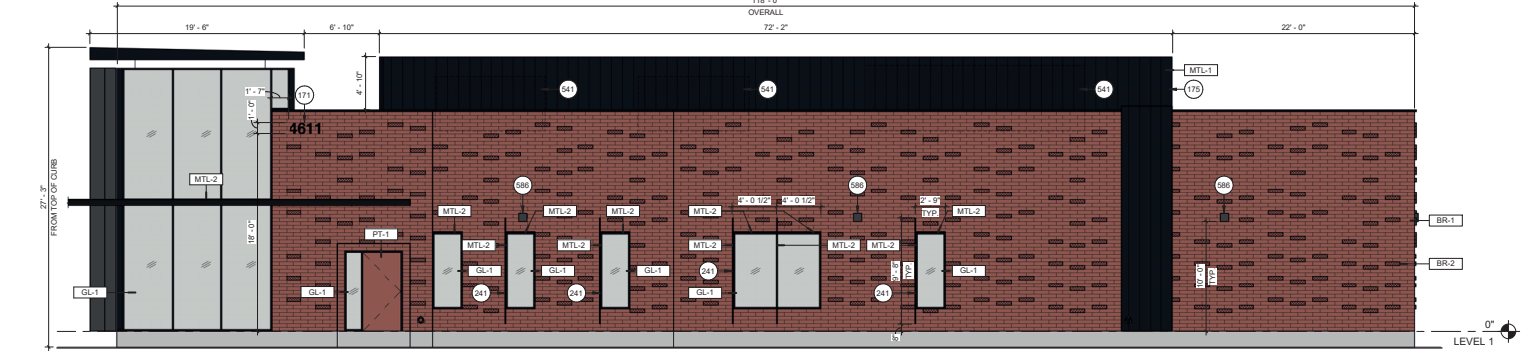 118' - 0"
OVERALL
19' - 6"
6' - 10"
72' - 2"
22' - 0"
4' - 10"
MTL-1
541
541
541
175
1' - 7"
171
1' - 0"
4611
27' - 3"
FROM TOP OF CURB
MTL-2
586
586
586
18' - 0"
MTL-2
MTL-2
MTL-2
MTL-2
4' - 0 1/2"
4' - 0 1/2"
2' - 9"
TYP.
MTL-2
BR-1
PT-1
MTL-2
MTL-2
MTL-2
MTL-2
MTL-2
BR-2
GL-1
GL-1
GL-1
241
9' - 8"
TYP.
GL-1
10' - 0"
TYP.
GL-1
GL-1
241
241
GL-1
241
5"
0"
LEVEL 1